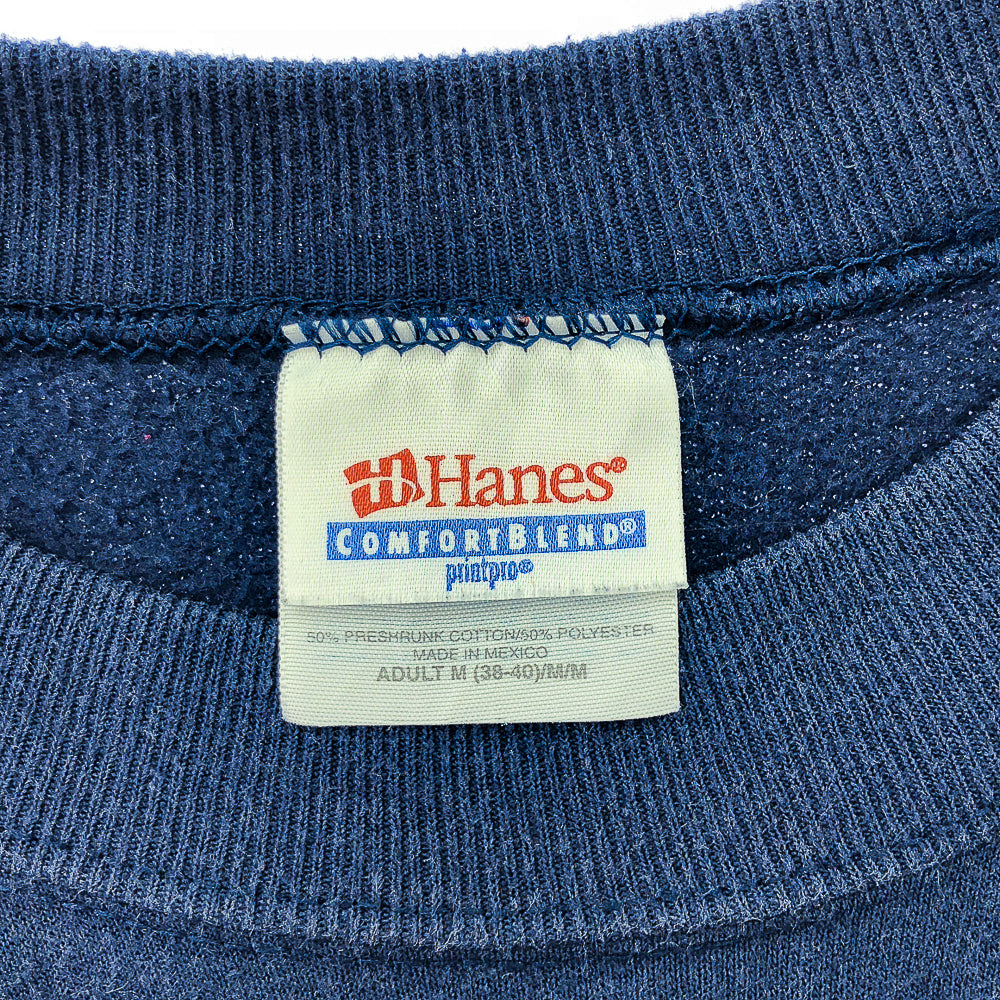 Hanes®
COMFORTBLEND®
printpro®
50% PRESHRUNK COTTON/50% POLYESTER
MADE IN MEXICO
ADULT M (38-40)/M/M